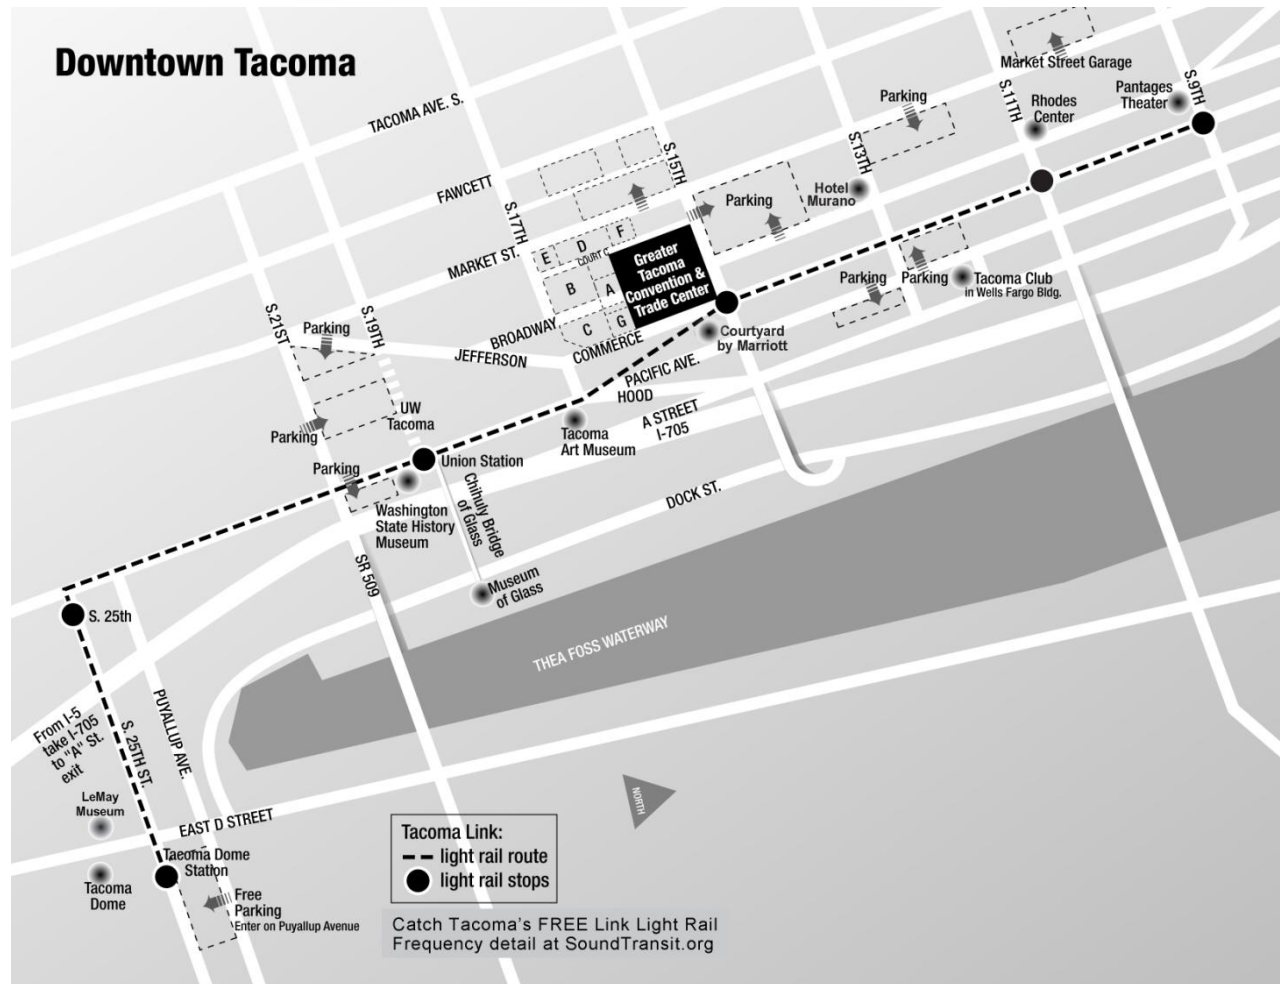 Downtown Tacoma
TACOMA AVE. S.
FAWCETT
MARKET ST.
BROADWAY
JEFFERSON
COMMERCE
PACIFIC AVE.
HOOD
A STREET
I-705
DOCK ST.
S.21ST
S.19TH
S.17TH
S.15TH
S.13TH
S.11TH
S.9TH
Market Street Garage
Pantages
Theater
Rhodes
Center
Parking
Hotel
Murano
Parking
E
D
F
COURT C
B
A
C
G
Greater
Tacoma
Convention &
Trade Center
Parking
Parking
Tacoma Club
in Wells Fargo Bldg.
Courtyard
by Marriott
Parking
UW
Tacoma
Parking
Tacoma
Art Museum
Union Station
Parking
Washington
State History
Museum
Chihuly Bridge
of Glass
Museum
of Glass
SR 509
THEA FOSS WATERWAY
S. 25th
From I-5
take I-705
to "A" St.
exit
S. 25TH ST.
PUYALLUP AVE.
LeMay
Museum
EAST D STREET
Tacoma Dome
Station
Tacoma
Dome
Free
Parking
Enter on Puyallup Avenue
NORTH
Tacoma Link:
light rail route
light rail stops
Catch Tacoma's FREE Link Light Rail
Frequency detail at SoundTransit.org